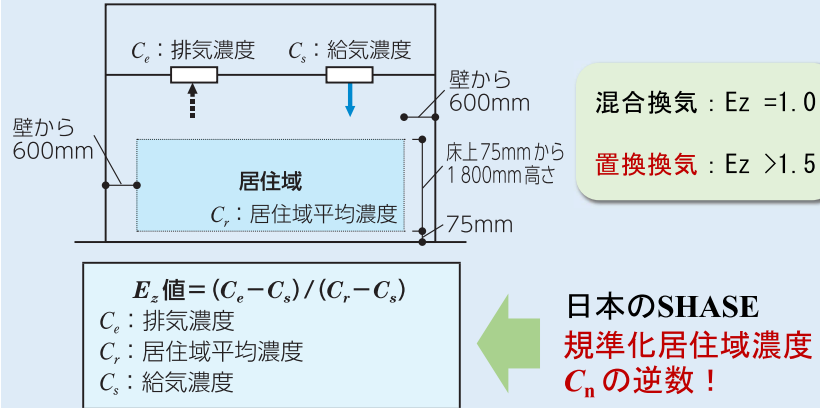 Ce：排気濃度
Cs：給気濃度
壁から
600mm
壁から
600mm
床上75mmから
1 800mm高さ
居住域
Cr：居住域平均濃度
75mm
混合換気：Ez =1.0
置換換気：Ez >1.5
Ez値＝(Ce−Cs)/(Cr−Cs)
Ce：排気濃度
Cr：居住域平均濃度
Cs：給気濃度
日本のSHASE
規準化居住域濃度
Cnの逆数！